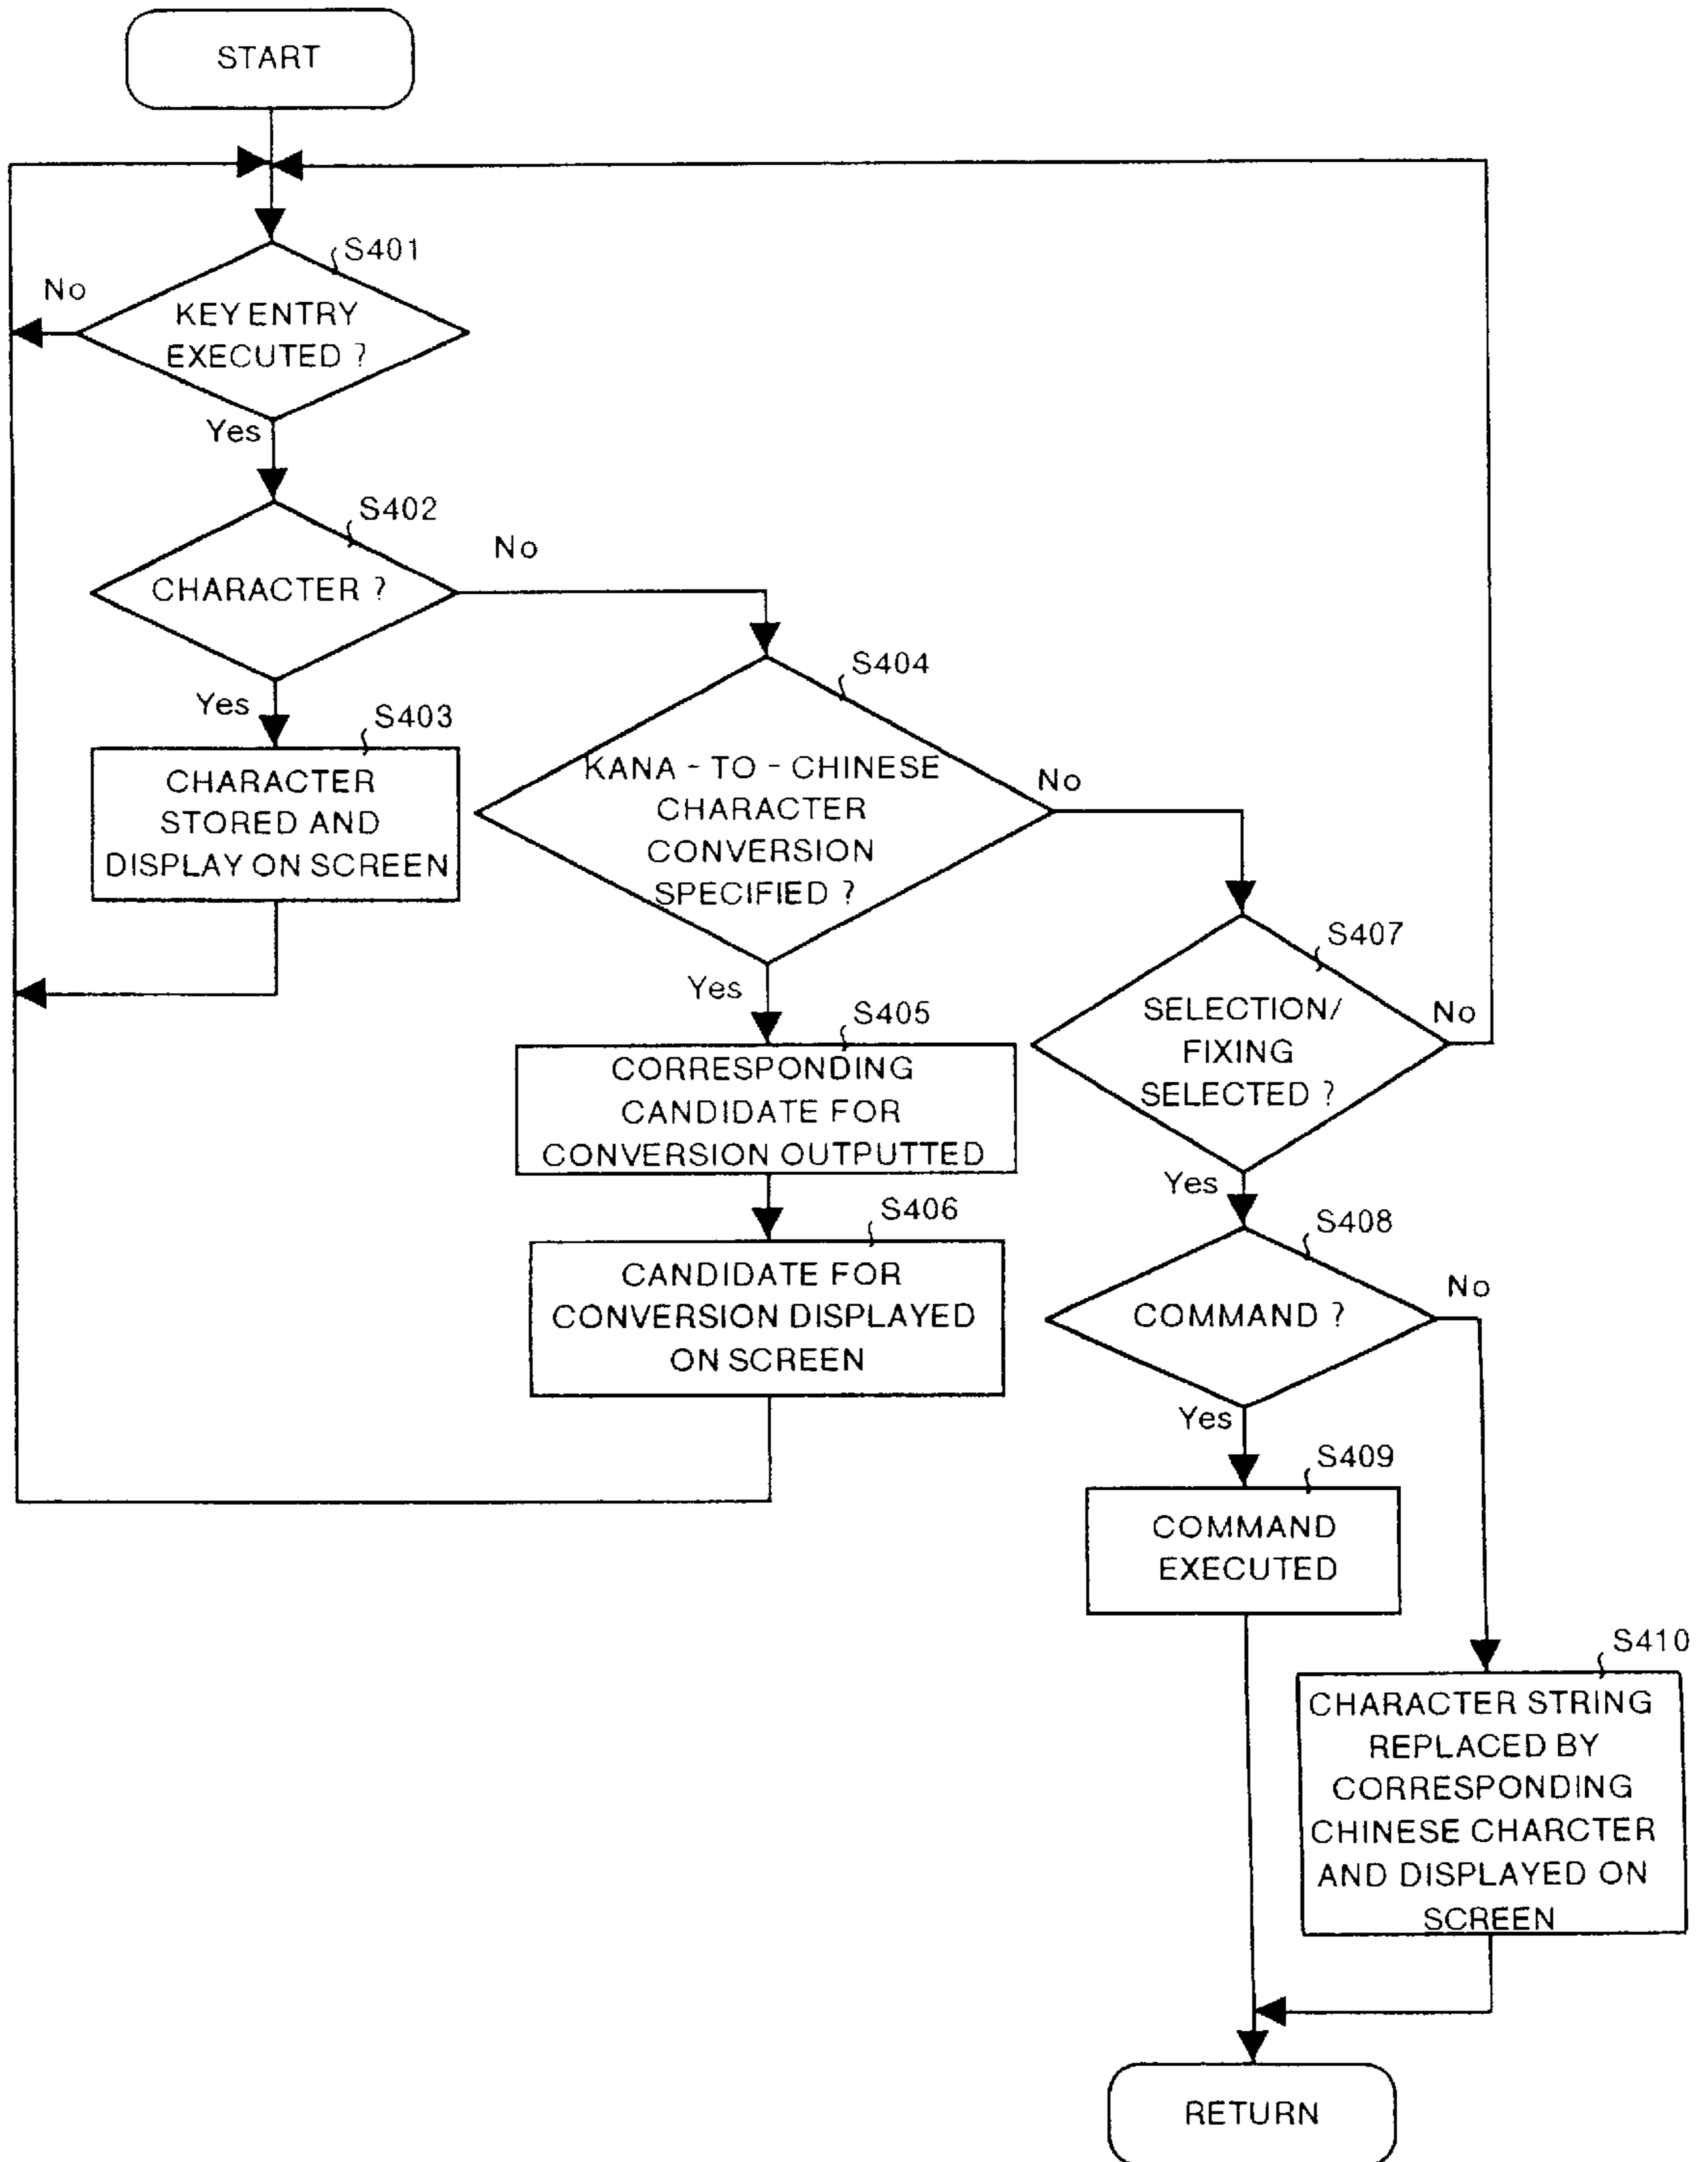 START
S401
No
KEY ENTRY
EXECUTED ?
Yes
S402
No
CHARACTER ?
Yes
S403
CHARACTER
STORED AND
DISPLAY ON SCREEN
S404
KANA - TO - CHINESE
CHARACTER
CONVERSION
SPECIFIED ?
No
Yes
S405
CORRESPONDING
CANDIDATE FOR
CONVERSION OUTPUTTED
S406
CANDIDATE FOR
CONVERSION DISPLAYED
ON SCREEN
S407
SELECTION/
FIXING
SELECTED ?
No
Yes
S408
COMMAND ?
No
Yes
S409
COMMAND
EXECUTED
S410
CHARACTER STRING
REPLACED BY
CORRESPONDING
CHINESE CHARCTER
AND DISPLAYED ON
SCREEN
RETURN